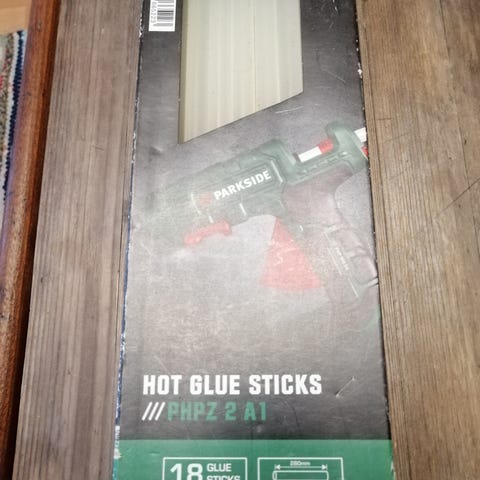 PARKSIDE
HOT GLUE STICKS
/// PHPZ 2 A1
18 GLUE STICKS
280mm